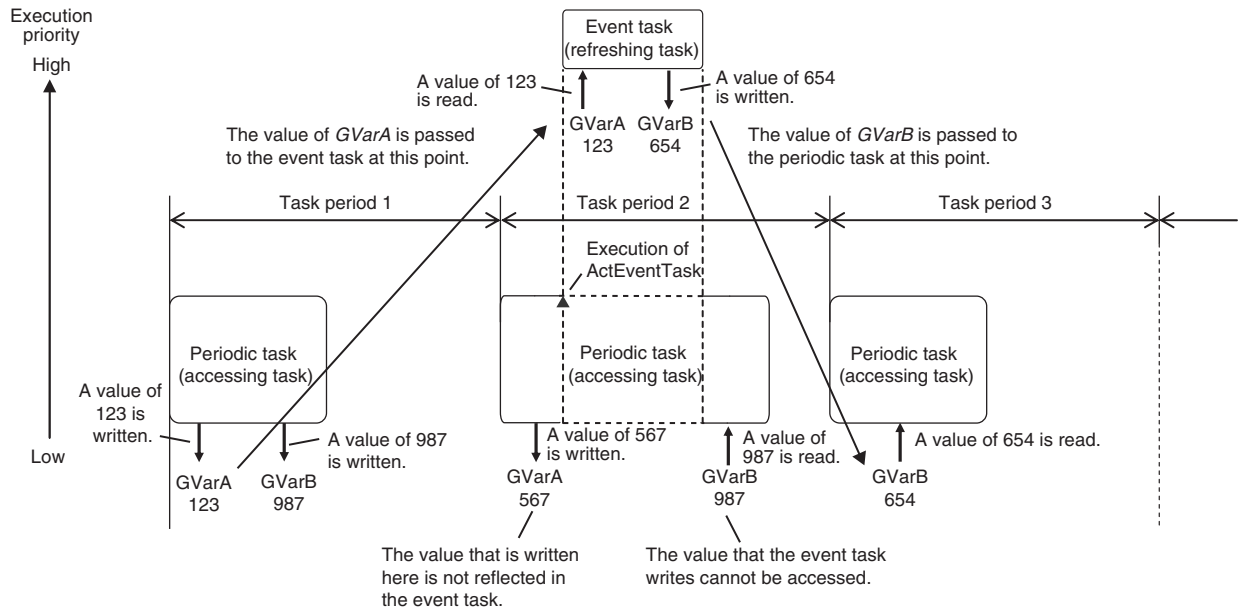 Execution
priority
High
Low
Event task
(refreshing task)
A value of 123
is read.
A value of 654
is written.
GVarA
123
GVarB
654
The value of GVarA is passed
to the event task at this point.
The value of GVarB is passed to
the periodic task at this point.
Task period 1
Task period 2
Task period 3
Execution of
ActEventTask
Periodic task
(accessing task)
Periodic task
(accessing task)
Periodic task
(accessing task)
A value of
123 is
written.
A value of 987
is written.
GVarA
123
GVarB
987
A value of 567
is written.
GVarA
567
A value of
987 is read.
GVarB
987
A value of 654 is read.
GVarB
654
The value that is written
here is not reflected in
the event task.
The value that the event task
writes cannot be accessed.